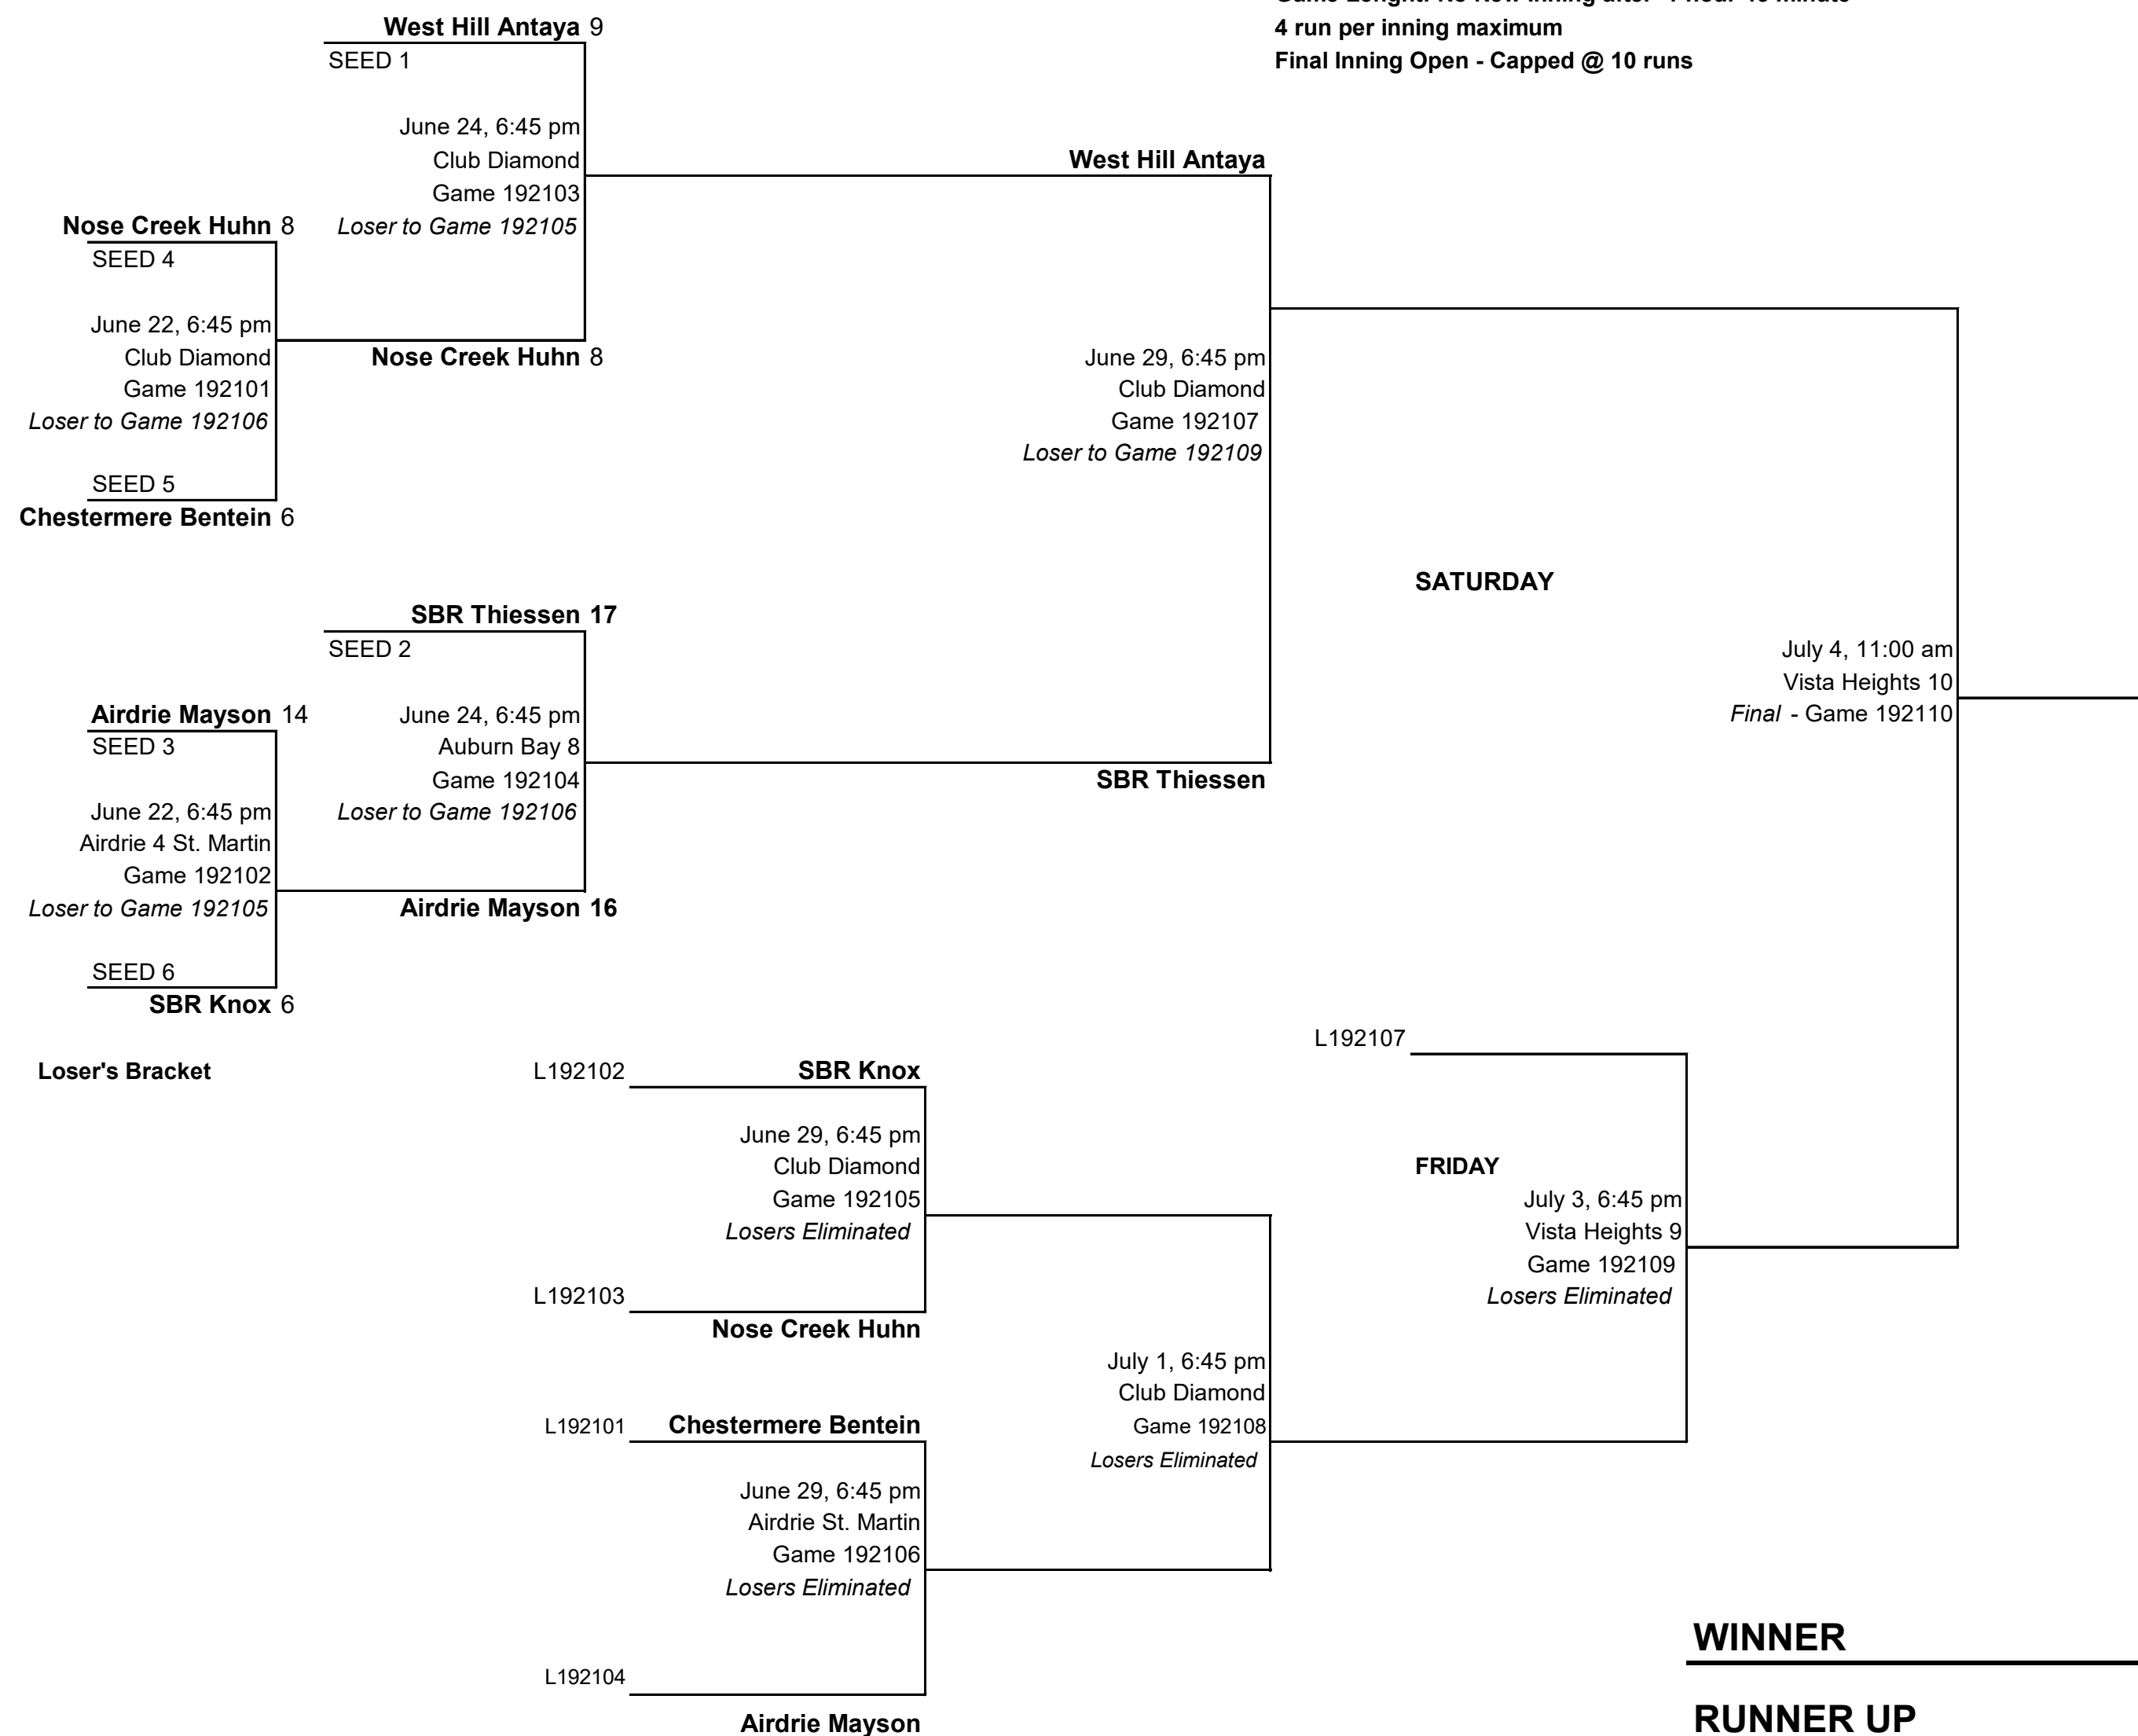 4 run per inning maximum
Final Inning Open - Capped @ 10 runs
West Hill Antaya 9
SEED 1
June 24, 6:45 pm
Club Diamond
Game 192103
Loser to Game 192105
West Hill Antaya
Nose Creek Huhn 8
SEED 4
June 22, 6:45 pm
Club Diamond
Game 192101
Loser to Game 192106
Nose Creek Huhn 8
SEED 5
Chestermere Bentein 6
June 29, 6:45 pm
Club Diamond
Game 192107
Loser to Game 192109
SATURDAY
July 4, 11:00 am
Vista Heights 10
Final - Game 192110
SBR Thiessen 17
SEED 2
June 24, 6:45 pm
Auburn Bay 8
Game 192104
Loser to Game 192106
SBR Thiessen
Airdrie Mayson 14
SEED 3
June 22, 6:45 pm
Airdrie 4 St. Martin
Game 192102
Loser to Game 192105
Airdrie Mayson 16
SEED 6
SBR Knox 6
Loser's Bracket
L192102
SBR Knox
June 29, 6:45 pm
Club Diamond
Game 192105
Losers Eliminated
L192103
Nose Creek Huhn
L192107
FRIDAY
July 3, 6:45 pm
Vista Heights 9
Game 192109
Losers Eliminated
July 1, 6:45 pm
Club Diamond
Game 192108
Losers Eliminated
L192101
Chestermere Bentein
June 29, 6:45 pm
Airdrie St. Martin
Game 192106
Losers Eliminated
L192104
Airdrie Mayson
WINNER
RUNNER UP